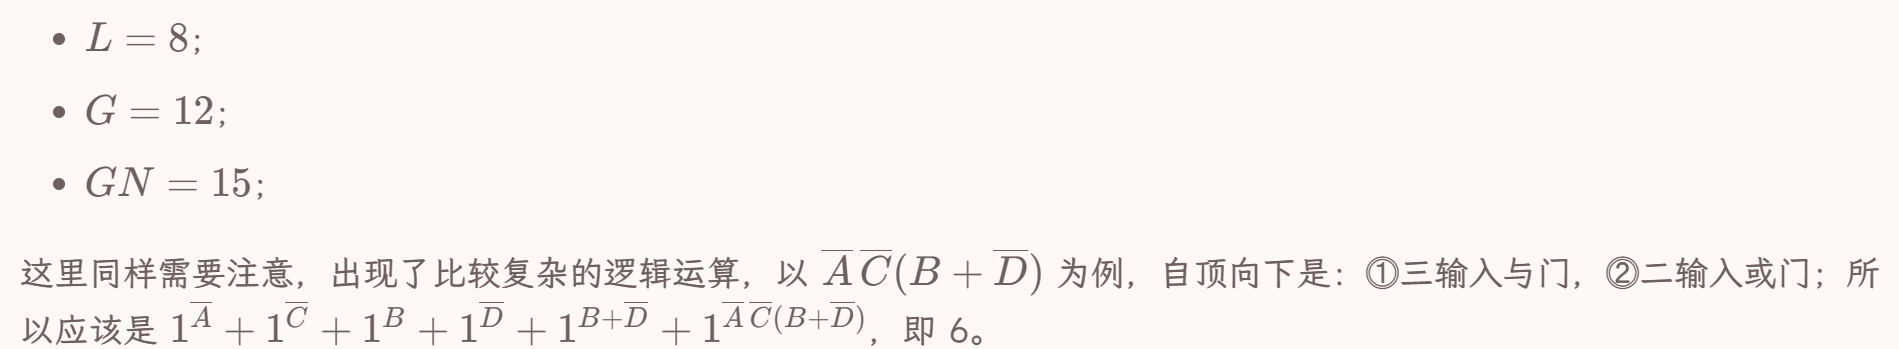 • L = 8;
• G = 12;
• GN = 15;
这里同样需要注意，出现了比较复杂的逻辑运算，以 $\overline{A}\,\overline{C}(B+\overline{D})$ 为例，自顶向下是：①三输入与门，②二输入或门；所
以应该是 $1^{\overline{A}}+1^{\overline{C}}+1^{B}+1^{\overline{D}}+1^{B+\overline{D}}+1^{\overline{A}\,\overline{C}(B+\overline{D})}$，即 6。